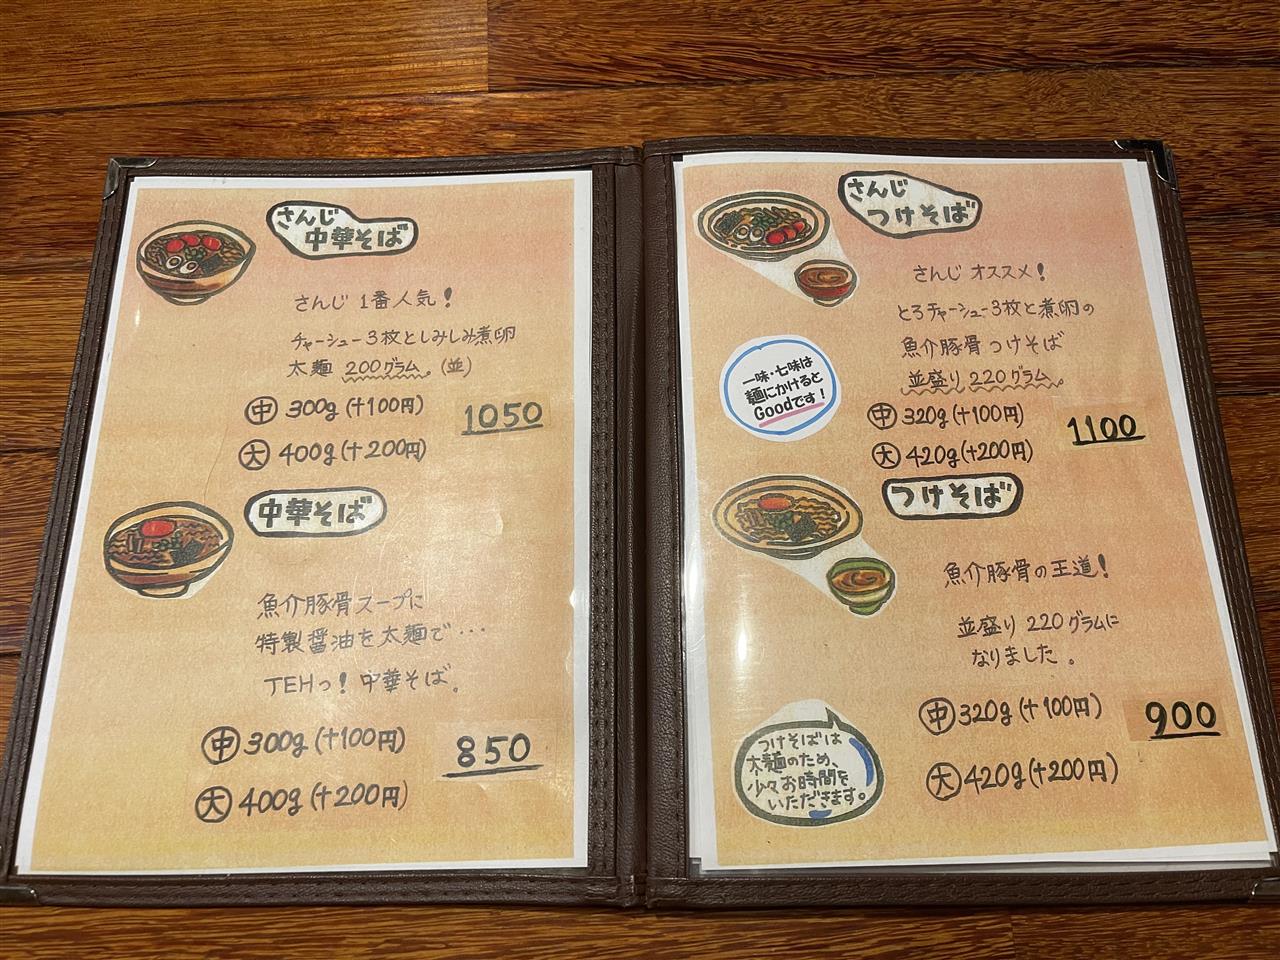 さんじ
中華そば
さんじ 1番人気!
チャーシュー3枚としみしみ煮卵
太麺 200グラム。(並)
中 300g(+100円)
1050
大 400g(+200円)
中華そば
魚介豚骨スープに
特製醤油を太麺で・・・
TEHっ! 中華そば。
中 300g(+100円)
850
大 400g(+200円)
さんじ
つけそば
さんじ オススメ!
とろチャーシュー3枚と煮卵の
魚介豚骨つけそば
並盛り 220グラム。
一味・七味は
麺にかけると
Goodです!
中 320g(+100円)
1100
大 420g(+200円)
つけそば
魚介豚骨の王道!
並盛り 220グラムに
なりました。
中 320g(+100円)
900
大 420g(+200円)
つけそばは
太麺のため、
少々お時間を
いただきます。